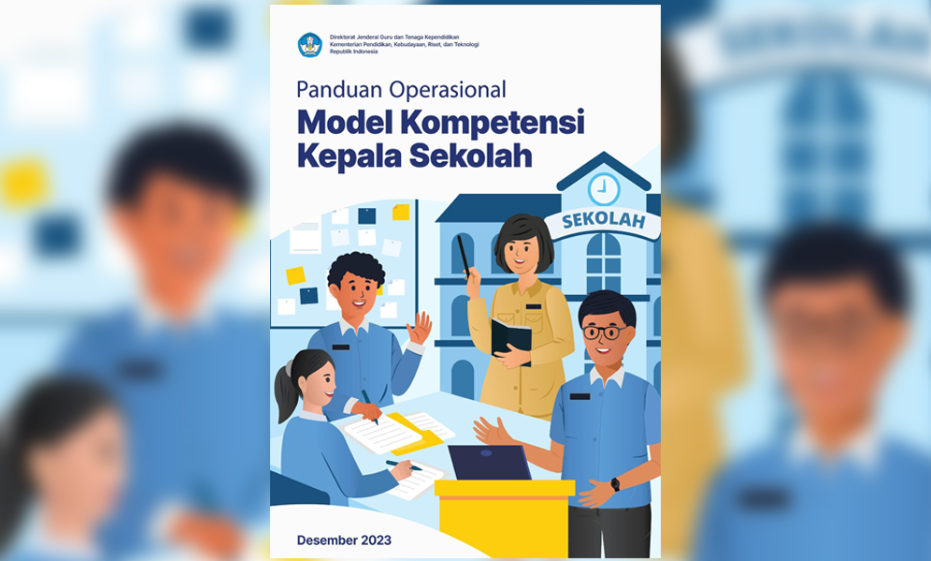 Direktorat Jenderal Guru dan Tenaga Kependidikan
Kementerian Pendidikan, Kebudayaan, Riset, dan Teknologi
Republik Indonesia
Panduan Operasional
Model Kompetensi
Kepala Sekolah
SEKOLAH
Desember 2023